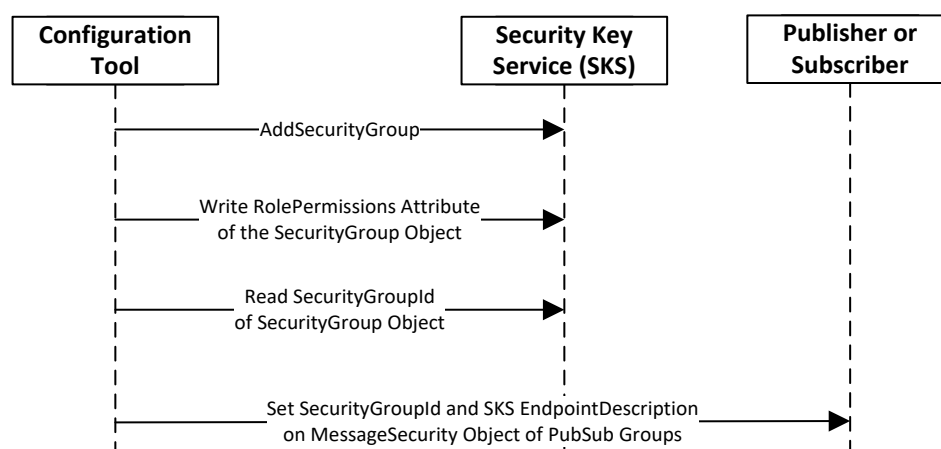 Configuration
Tool
Security Key
Service (SKS)
Publisher or
Subscriber
AddSecurityGroup
Write RolePermissions Attribute
of the SecurityGroup Object
Read SecurityGroupId
of SecurityGroup Object
Set SecurityGroupId and SKS EndpointDescription
on MessageSecurity Object of PubSub Groups